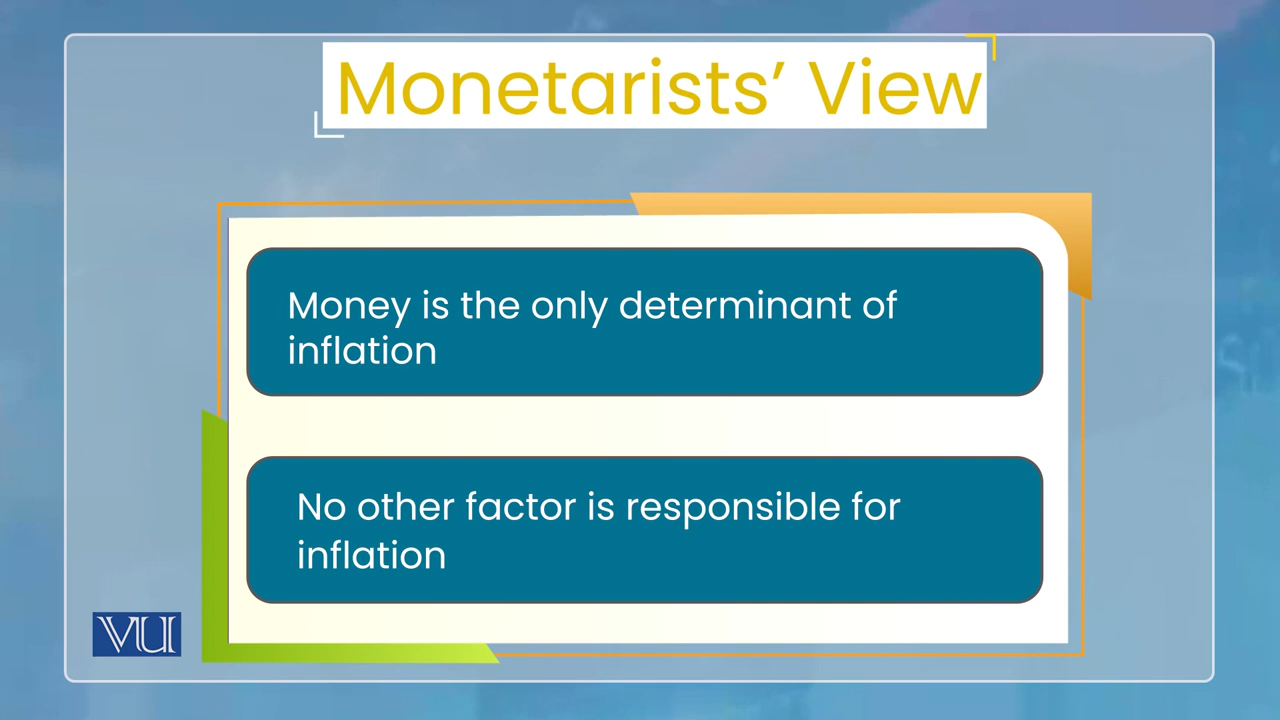 Monetarists’ View
Money is the only determinant of
inflation
No other factor is responsible for
inflation
VU